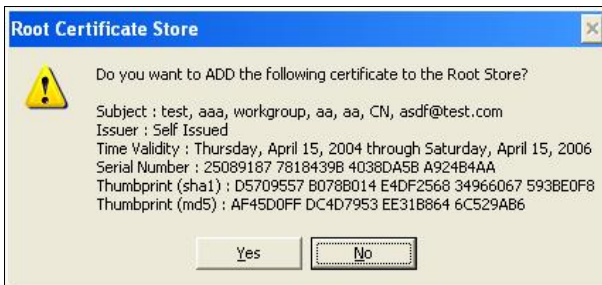 Root Certificate Store
Do you want to ADD the following certificate to the Root Store?
Subject : test, aaa, workgroup, aa, aa, CN, asdf@test.com
Issuer : Self Issued
Time Validity : Thursday, April 15, 2004 through Saturday, April 15, 2006
Serial Number : 25089187 7818439B 4038DA5B A924B4AA
Thumbprint (sha1) : D5709557 B078B014 E4DF2568 34966067 593BE0F8
Thumbprint (md5) : AF45D0FF DC4D7953 EE31B864 6C529AB6
Yes No